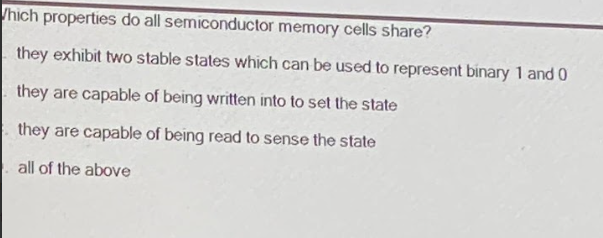 Which properties do all semiconductor memory cells share?
they exhibit two stable states which can be used to represent binary 1 and 0
they are capable of being written into to set the state
they are capable of being read to sense the state
all of the above